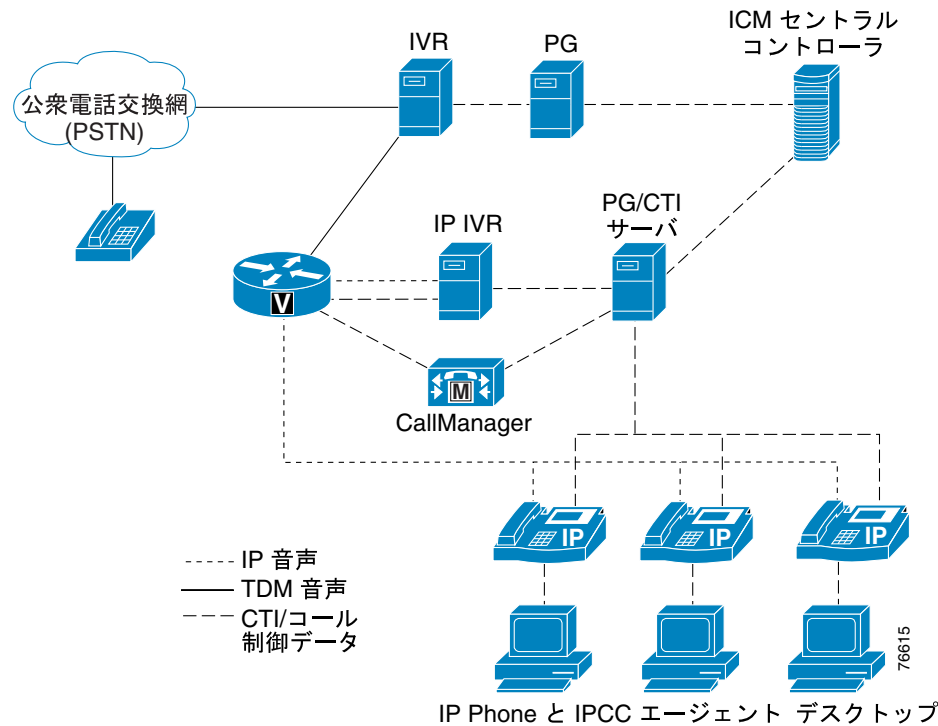 IVR
PG
ICM セントラル
コントローラ
公衆電話交換網
(PSTN)
IP IVR
PG/CTI
サーバ
V
M
CallManager
IP
IP
IP
IP 音声
TDM 音声
CTI/コール
制御データ
76615
IP Phone と IPCC エージェント デスクトップ